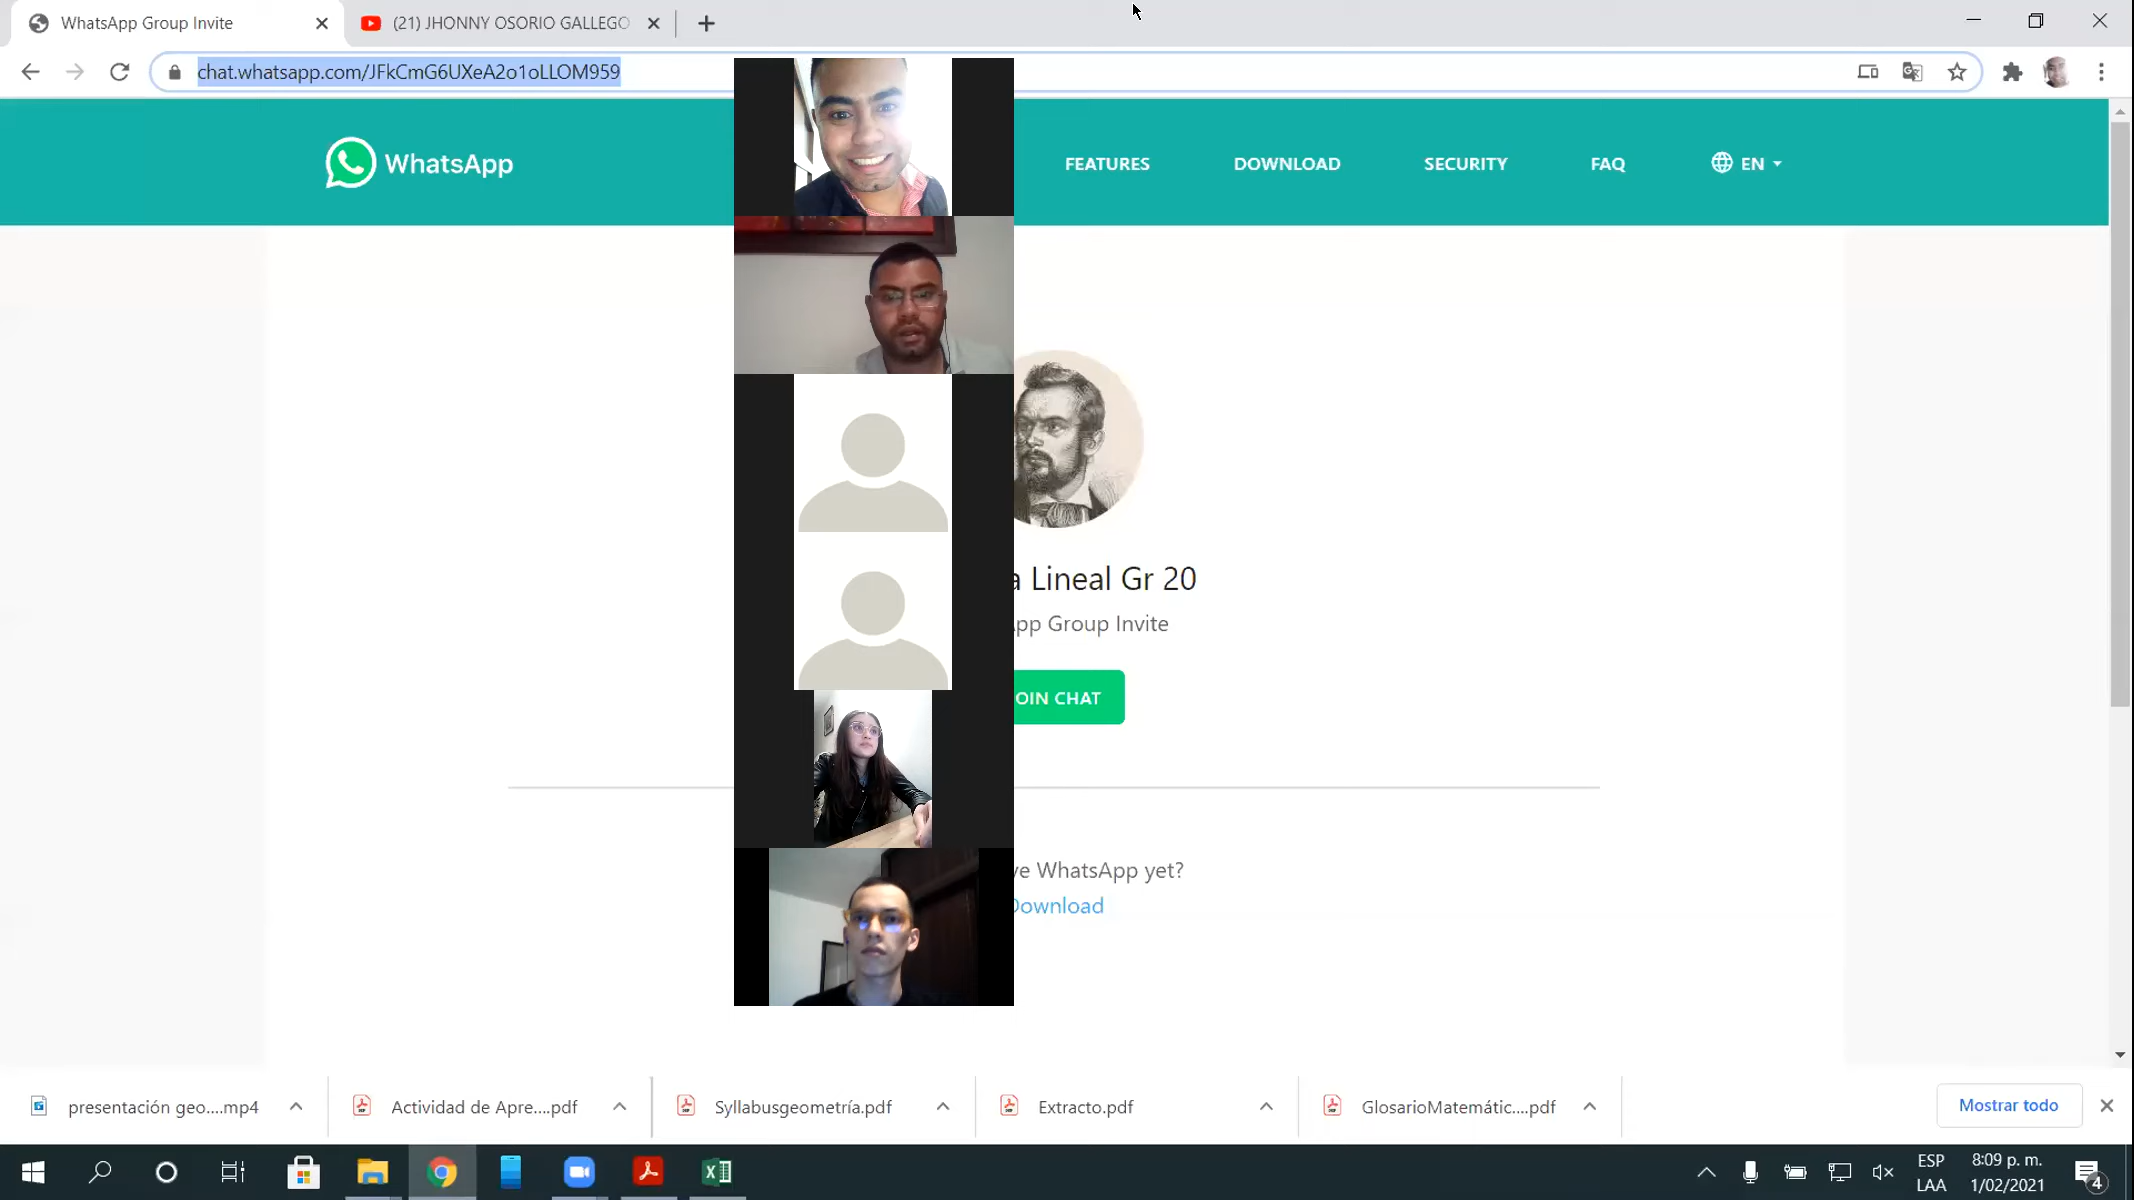 WhatsApp Group Invite
(21) JHONNY OSORIO GALLEGO
chat.whatsapp.com/JFkCmG6UXeA2o1oLLOM959
WhatsApp
FEATURES
DOWNLOAD
SECURITY
FAQ
EN
a Lineal Gr 20
App Group Invite
OIN CHAT
ve WhatsApp yet?
Download
presentación geo....mp4
Actividad de Apre....pdf
Syllabusgeometría.pdf
Extracto.pdf
GlosarioMatemátic....pdf
Mostrar todo
ESP
LAA
8:09 p. m.
1/02/2021
4